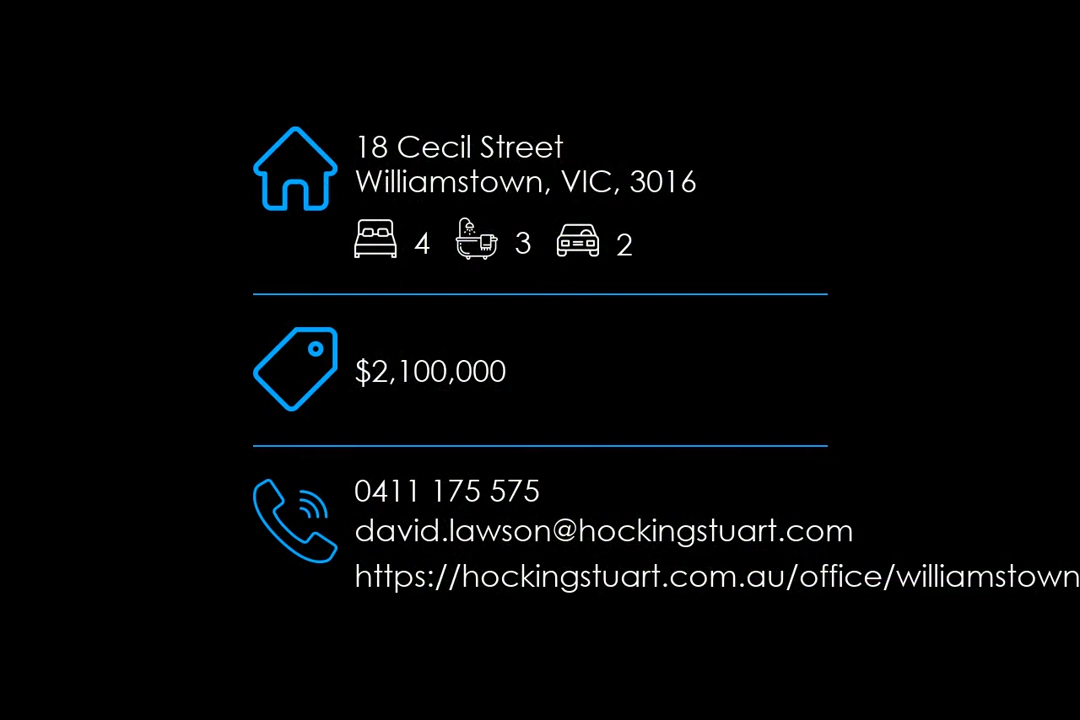 18 Cecil Street
Williamstown, VIC, 3016
4 3 2
$2,100,000
0411 175 575
david.lawson@hockingstuart.com
https://hockingstuart.com.au/office/williamstown